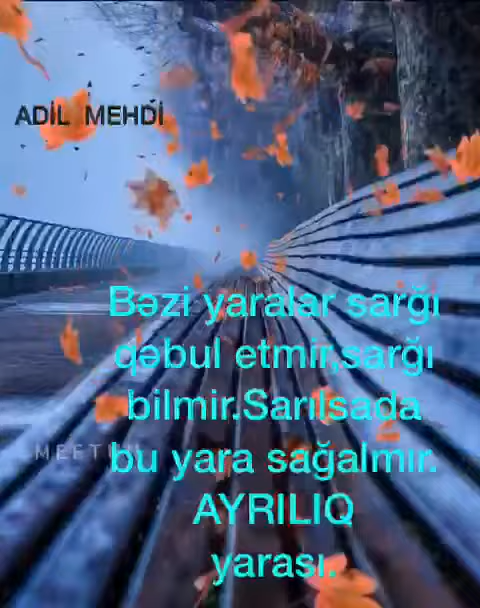 ADİL MEHDİ
Bəzi yaralar sarğı
qəbul etmir,sarğı
bilmir.Sarılsada
bu yara sağalmır.
AYRILIQ
yarası.